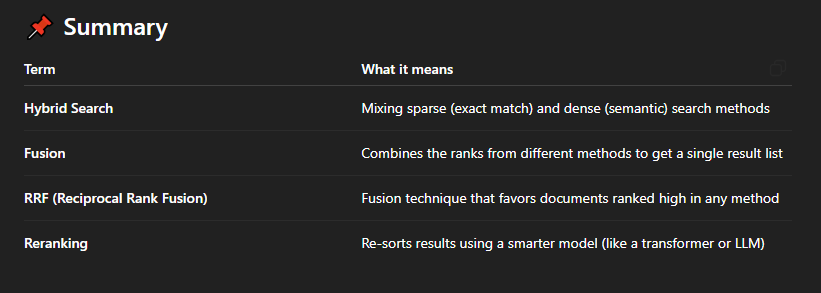 📌 Summary
Term What it means
Hybrid Search Mixing sparse (exact match) and dense (semantic) search methods
Fusion Combines the ranks from different methods to get a single result list
RRF (Reciprocal Rank Fusion) Fusion technique that favors documents ranked high in any method
Reranking Re-sorts results using a smarter model (like a transformer or LLM)